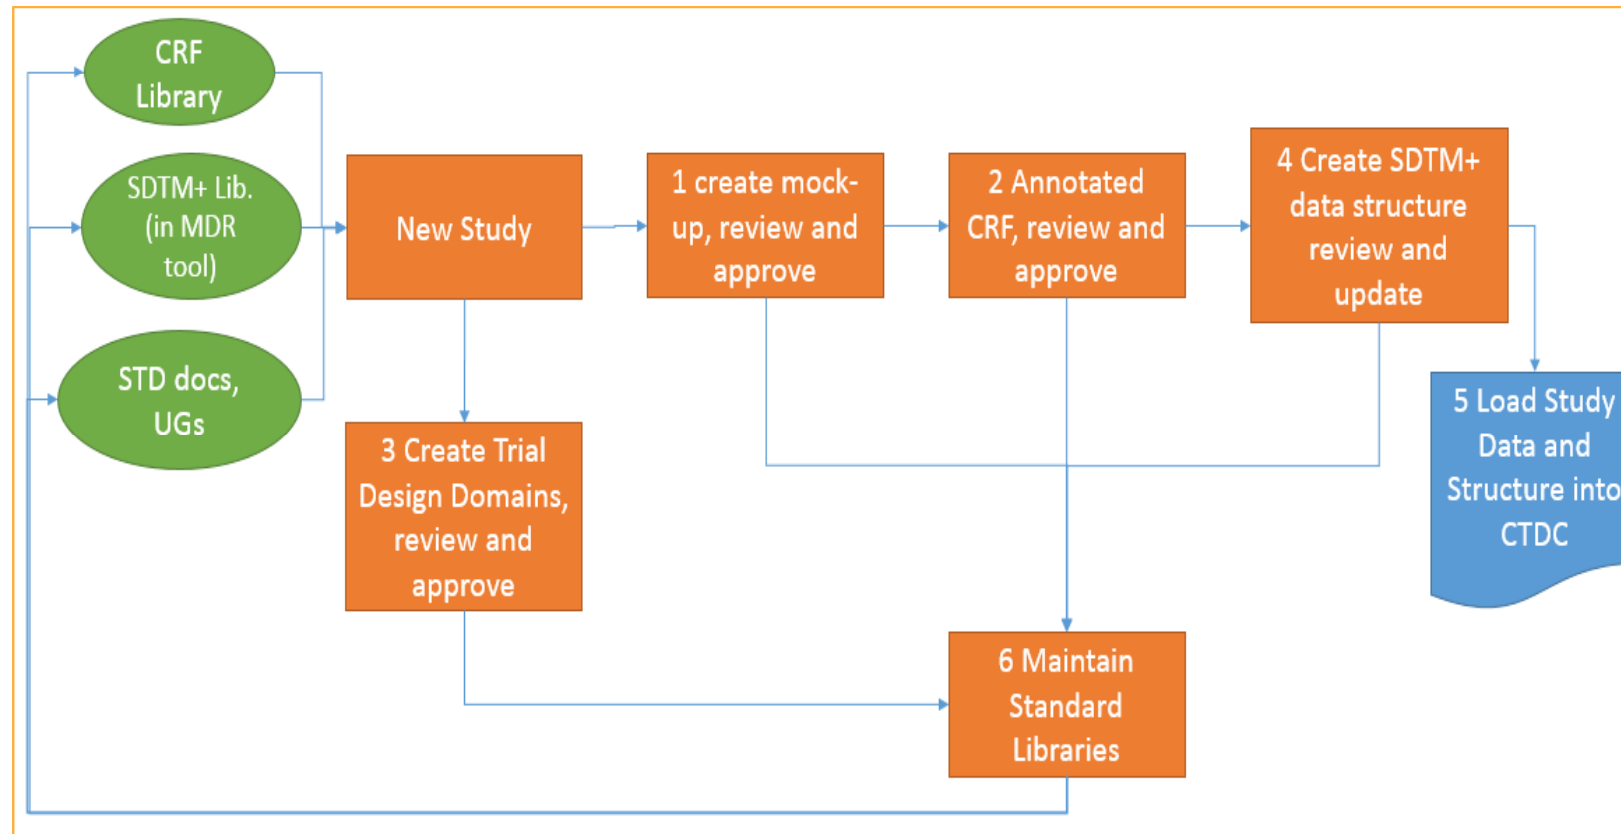 CRF
Library
SDTM+ Lib.
(in MDR
tool)
STD docs,
UGs
New Study
1 create mock-
up, review and
approve
2 Annotated
CRF, review and
approve
4 Create SDTM+
data structure
review and
update
3 Create Trial
Design Domains,
review and
approve
5 Load Study
Data and
Structure into
CTDC
6 Maintain
Standard
Libraries